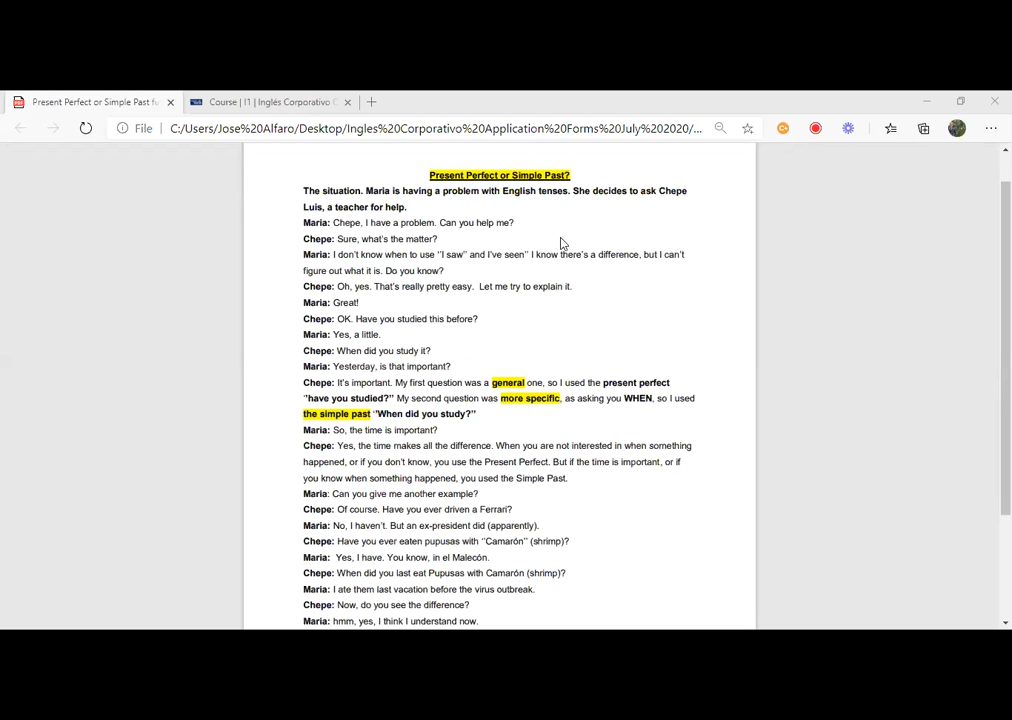 Present Perfect or Simple Past fu
Course | I1 | Inglés Corporativo C
File
C:/Users/Jose%20Alfaro/Desktop/Ingles%20Corporativo%20Application%20Forms%20July%202020/...
Present Perfect or Simple Past?
The situation. Maria is having a problem with English tenses. She decides to ask Chepe
Luis, a teacher for help.
Maria: Chepe, I have a problem. Can you help me?
Chepe: Sure, what's the matter?
Maria: I don't know when to use ''I saw'' and I've seen'' I know there's a difference, but I can't
figure out what it is. Do you know?
Chepe: Oh, yes. That's really pretty easy. Let me try to explain it.
Maria: Great!
Chepe: OK. Have you studied this before?
Maria: Yes, a little.
Chepe: When did you study it?
Maria: Yesterday, is that important?
Chepe: It's important. My first question was a general one, so I used the present perfect
''have you studied?'' My second question was more specific, as asking you WHEN, so I used
the simple past ''When did you study?''
Maria: So, the time is important?
Chepe: Yes, the time makes all the difference. When you are not interested in when something
happened, or if you don't know, you use the Present Perfect. But if the time is important, or if
you know when something happened, you used the Simple Past.
Maria: Can you give me another example?
Chepe: Of course. Have you ever driven a Ferrari?
Maria: No, I haven't. But an ex-president did (apparently).
Chepe: Have you ever eaten pupusas with ''Camarón'' (shrimp)?
Maria: Yes, I have. You know, in el Malecón.
Chepe: When did you last eat Pupusas with Camarón (shrimp)?
Maria: I ate them last vacation before the virus outbreak.
Chepe: Now, do you see the difference?
Maria: hmm, yes, I think I understand now.